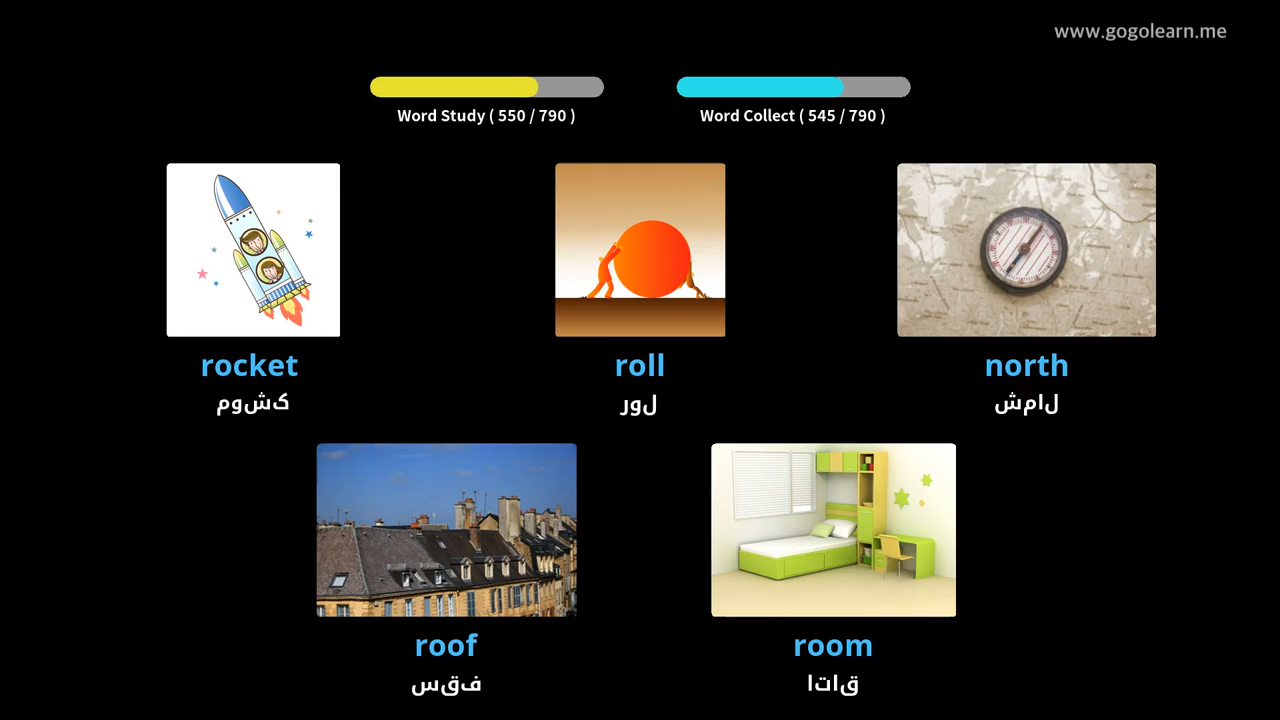 www.gogolearn.me
Word Study ( 550 / 790 )
Word Collect ( 545 / 790 )
rocket
کشوم
roll
لور
north
لامش
roof
فقس
room
قاتا